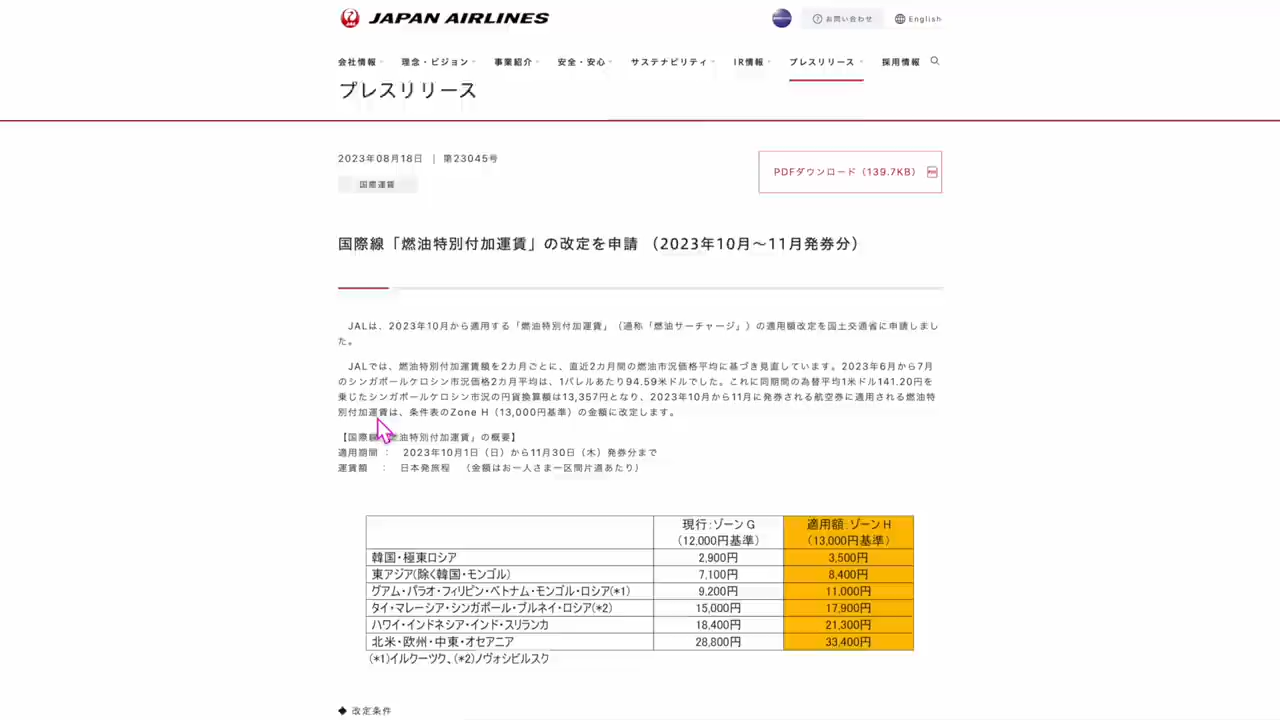 JAPAN AIRLINES
お問い合わせ
English
会社情報 理念・ビジョン 事業紹介 安全・安心 サステナビリティ IR情報 プレスリリース 採用情報
プレスリリース
2023年08月18日 | 第23045号
PDFダウンロード（139.7KB）
国際運賃
国際線「燃油特別付加運賃」の改定を申請 （2023年10月～11月発券分）
JALは、2023年10月から適用する「燃油特別付加運賃」（通称「燃油サーチャージ」）の適用額改定を国土交通省に申請しまし
た。
JALでは、燃油特別付加運賃額を2カ月ごとに、直近2カ月間の燃油市況価格平均に基づき見直しています。2023年6月から7月
のシンガポールケロシン市況価格2カ月平均は、1バレルあたり94.59米ドルでした。これに同期間の為替平均1米ドル141.20円を
乗じたシンガポールケロシン市況の円貨換算額は13,357円となり、2023年10月から11月に発券される航空券に適用される燃油特
別付加運賃は、条件表のZone H（13,000円基準）の金額に改定します。
【国際線 燃油特別付加運賃」の概要】
適用期間 ： 2023年10月1日（日）から11月30日（木）発券分まで
運賃額 ： 日本発旅程 （金額はお一人さま一区間片道あたり）
現行：ゾーンG 適用額：ゾーンH
（12,000円基準） （13,000円基準）
韓国・極東ロシア 2,900円 3,500円
東アジア(除く韓国・モンゴル) 7,100円 8,400円
グアム・パラオ・フィリピン・ベトナム・モンゴル・ロシア(*1) 9,200円 11,000円
タイ・マレーシア・シンガポール・ブルネイ・ロシア(*2) 15,000円 17,900円
ハワイ・インドネシア・インド・スリランカ 18,400円 21,300円
北米・欧州・中東・オセアニア 28,800円 33,400円
(*1)イルクーツク、(*2)ノヴォシビルスク
◆ 改定条件